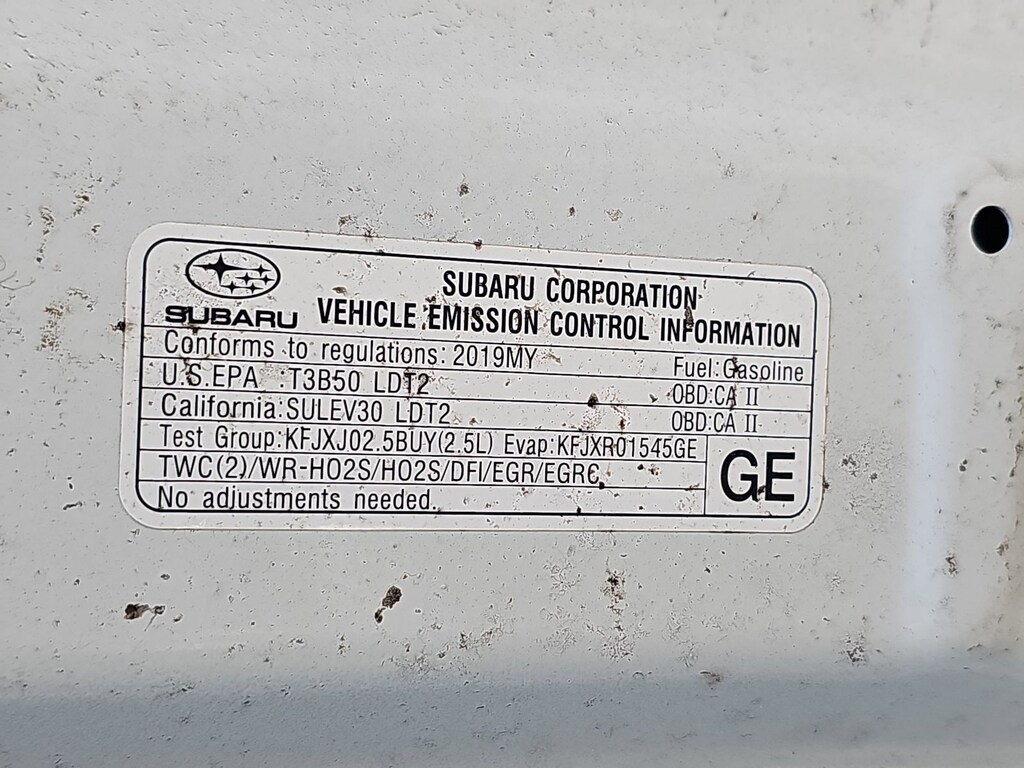 SUBARU CORPORATION
SUBARU VEHICLE EMISSION CONTROL INFORMATION
Conforms to regulations: 2019MY Fuel:Gasoline
U.S.EPA :T3B50 LDT2 OBD:CA II
California:SULEV30 LDT2 OBD:CA II
Test Group:KFJXJ02.5BUY(2.5L) Evap:KFJXR01545GE
TWC(2)/WR-HO2S/HO2S/DFI/EGR/EGRC
GE
No adjustments needed.